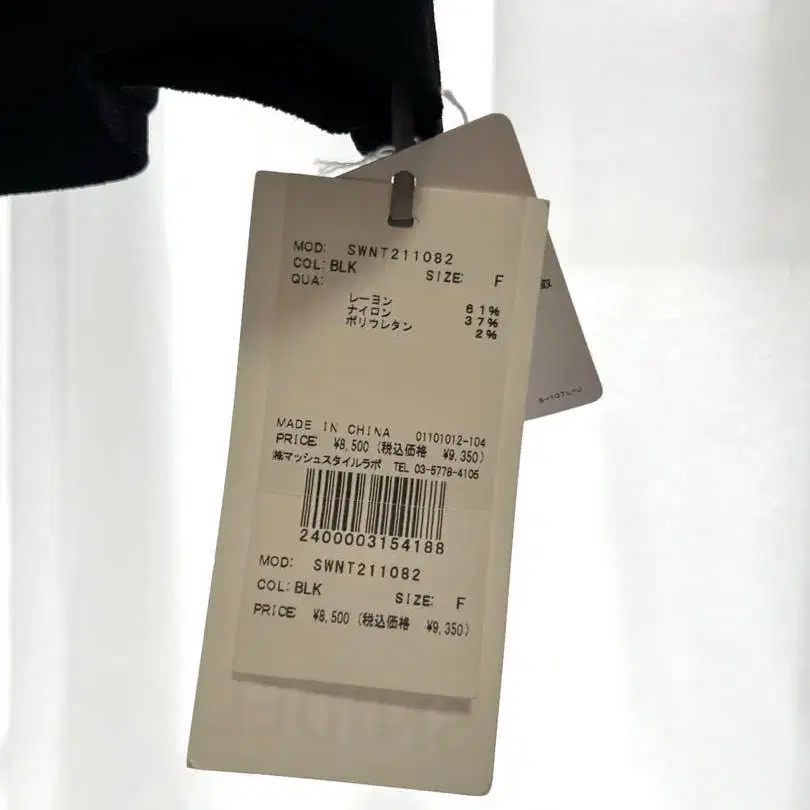 MOD: SWNT211082
COL: BLK SIZE: F
QUA:
レーヨン 61%
ナイロン 37%
ポリウレタン 2%
MADE IN CHINA 01101012-104
PRICE: ¥8,500 (税込価格 ¥9,350)
㈱マッシュスタイルラボ TEL 03-5778-4105
2400003154188
MOD: SWNT211082
COL: BLK SIZE: F
PRICE: ¥8,500 (税込価格 ¥9,350)